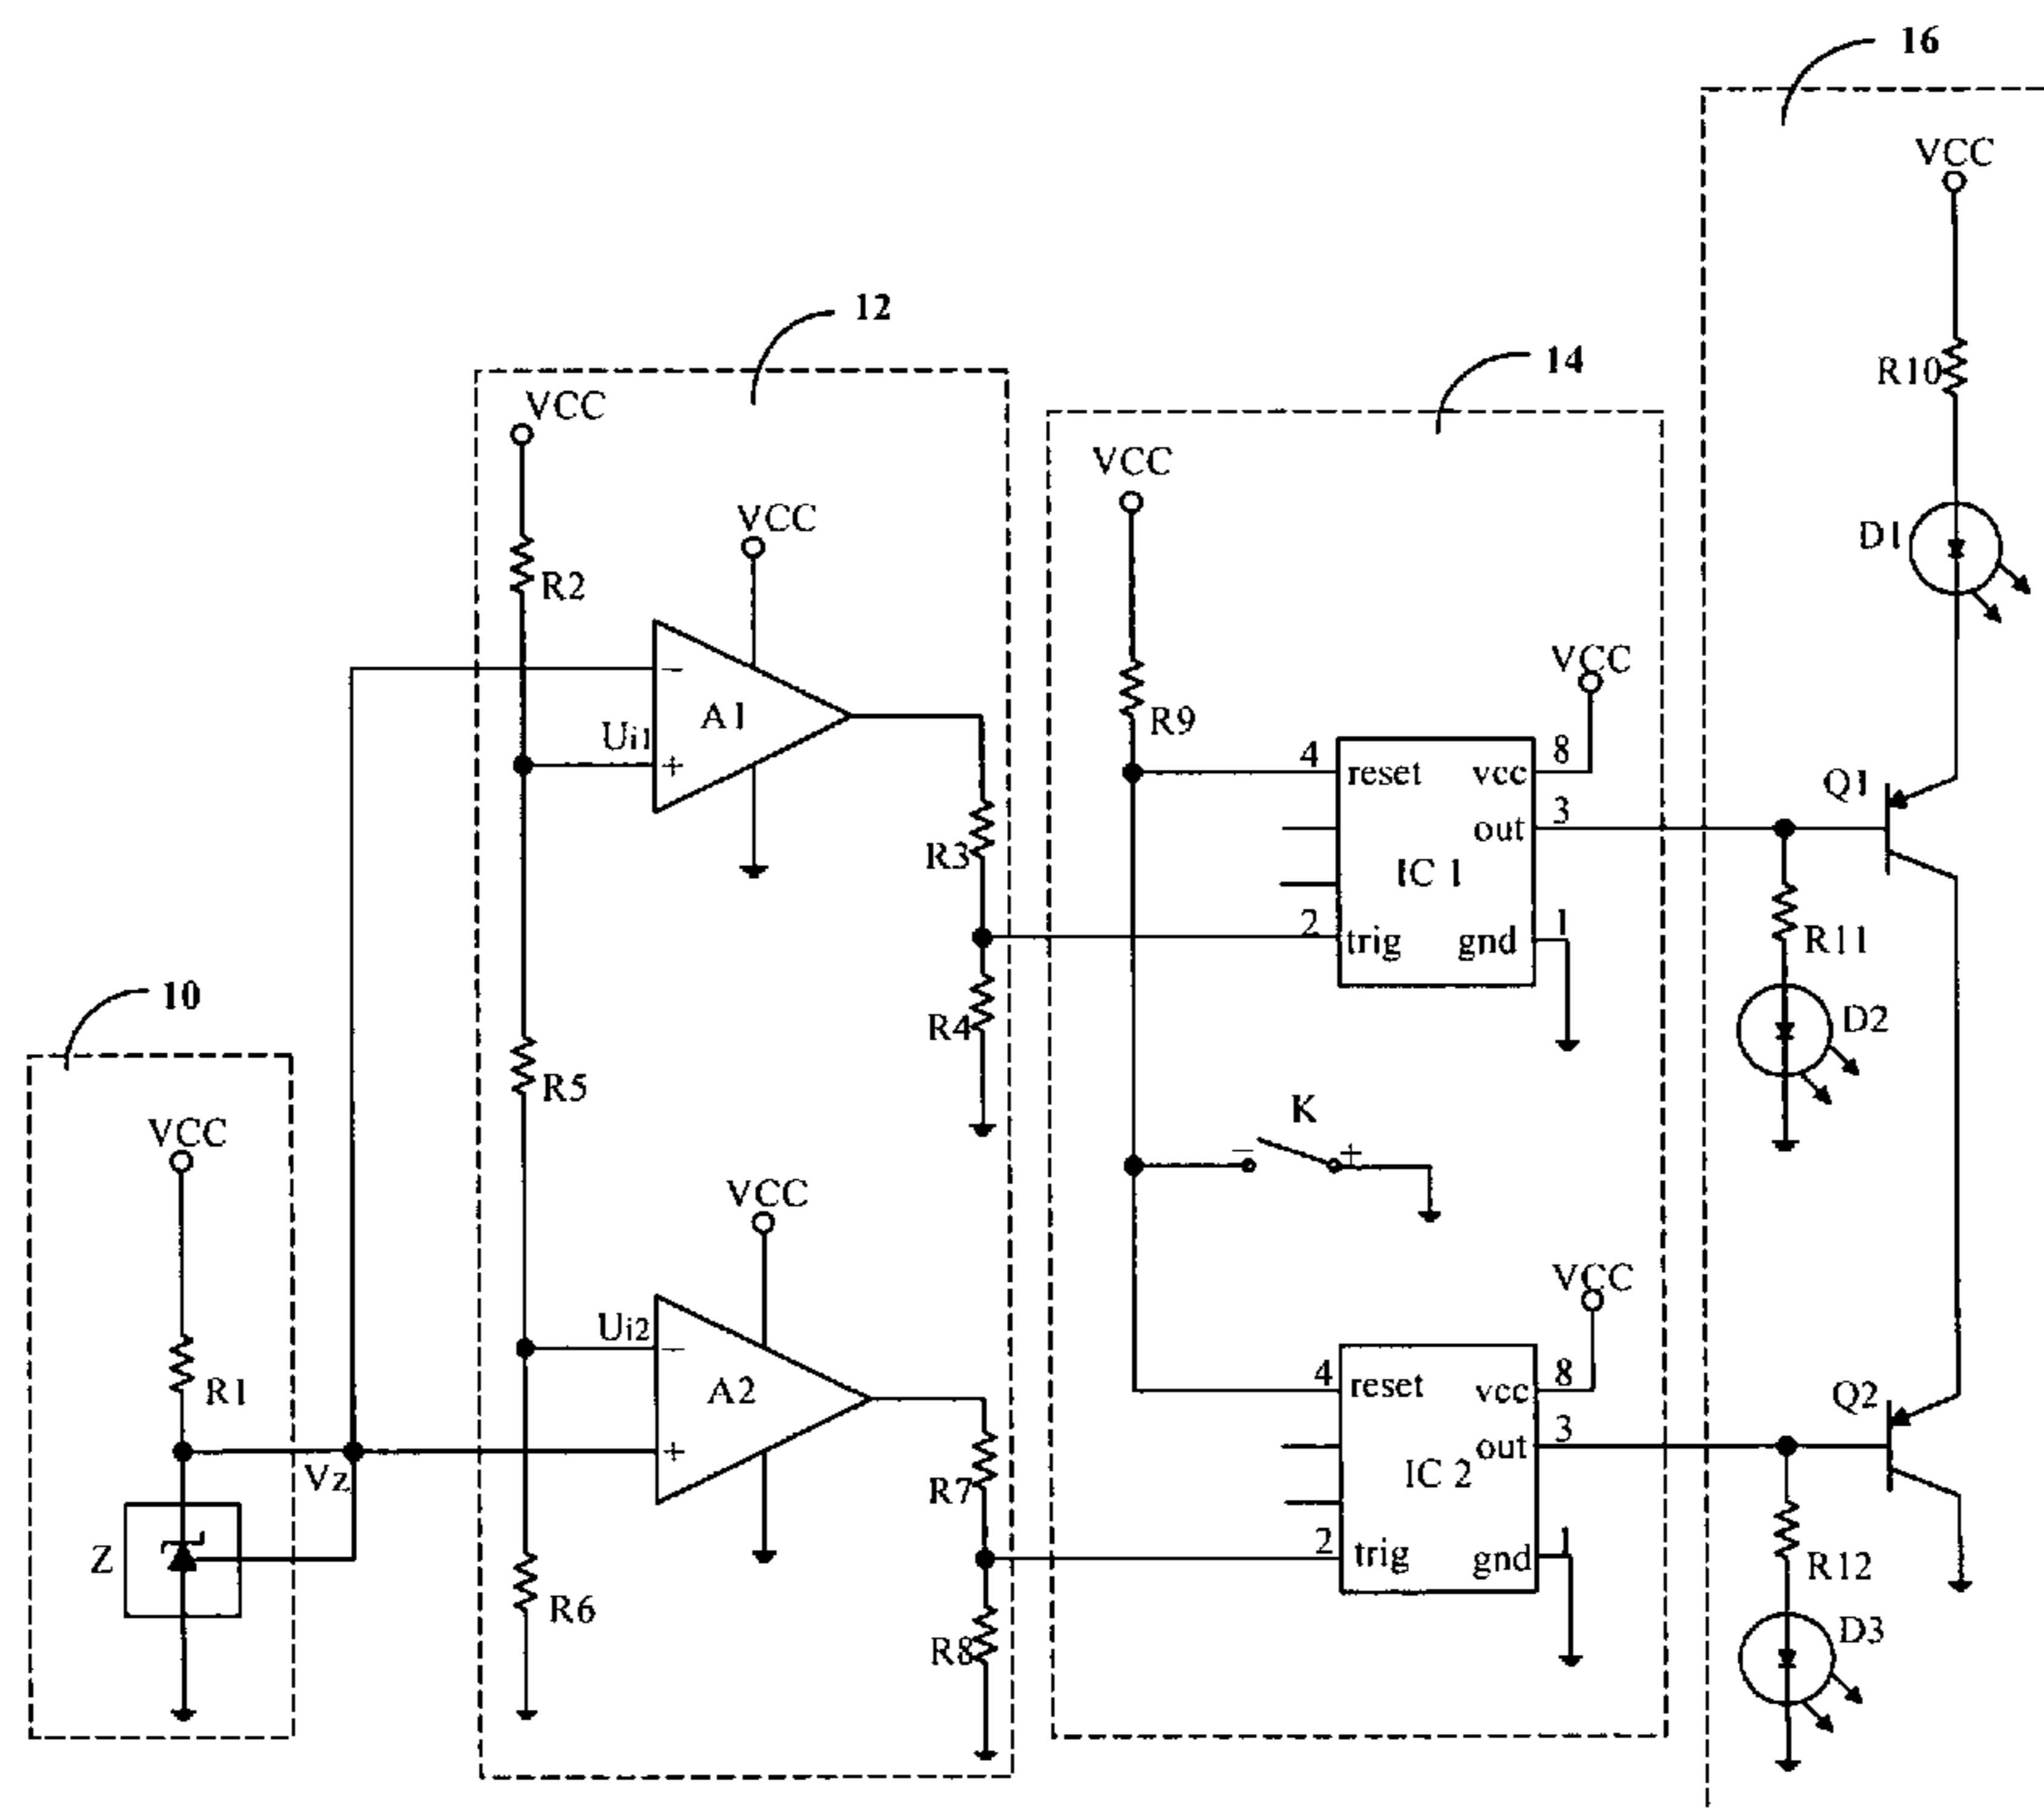 16
VCC
R10
D1
12
VCC
R2
VCC
A1
−
+
Ui1
R3
R4
14
VCC
R9
4 reset vcc 8
VCC
out 3
IC 1
2 trig gnd 1
Q1
R11
D2
10
VCC
R1
Vz
Z
R5
K
− +
VCC
Ui2
−
+
A2
R6
R7
R8
VCC
4 reset vcc 8
out 3
IC 2
2 trig gnd 1
Q2
R12
D3